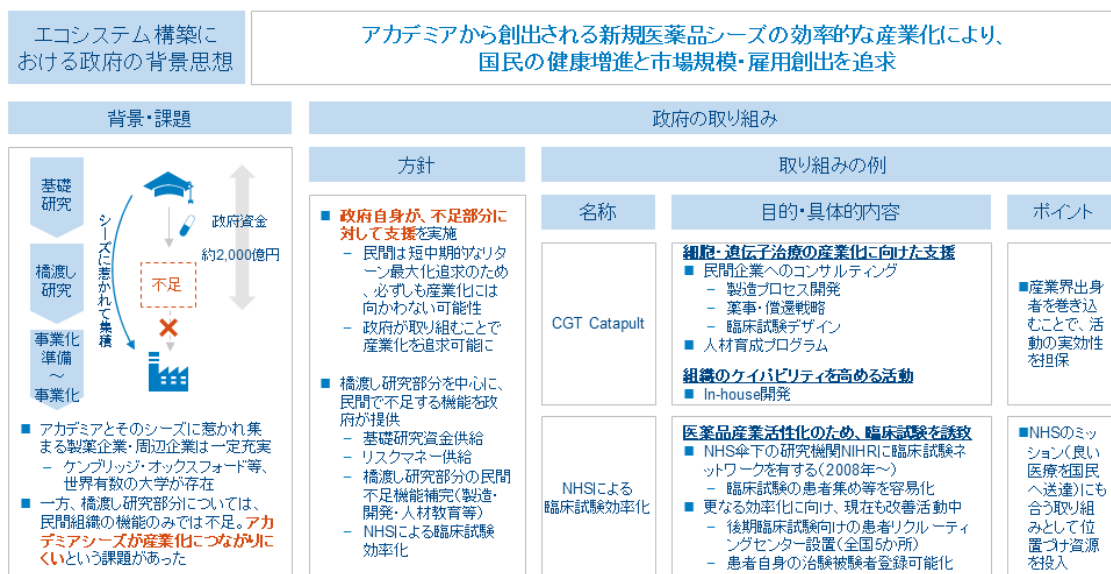 エコシステム構築に
おける政府の背景思想
アカデミアから創出される新規医薬品シーズの効率的な産業化により、
国民の健康増進と市場規模・雇用創出を追求
背景・課題
基礎
研究
橋渡し
研究
事業化
準備
～
事業化
シーズに惹かれて集積
政府資金
約2,000億円
不足
■ アカデミアとそのシーズに惹かれ集
まる製薬企業・周辺企業は一定充実
– ケンブリッジ・オックスフォード等、
世界有数の大学が存在
■ 一方、橋渡し研究部分については、
民間組織の機能のみでは不足。アカ
デミアシーズが産業化につながりに
くいという課題があった
政府の取り組み
方針
■ 政府自身が、不足部分に
対して支援を実施
– 民間は短中期的なリタ
ーン最大化追求のため
、必ずしも産業化には
向かわない可能性
– 政府が取り組むことで
産業化を追求可能に
■ 橋渡し研究部分を中心に、
民間で不足する機能を政
府が提供
– 基礎研究資金供給
– リスクマネー供給
– 橋渡し研究部分の民間
不足機能補完(製造・
開発・人材教育等)
– NHSによる臨床試験
効率化
取り組みの例
名称
目的・具体的内容
ポイント
CGT Catapult
細胞・遺伝子治療の産業化に向けた支援
■ 民間企業へのコンサルティング
– 製造プロセス開発
– 薬事・償還戦略
– 臨床試験デザイン
■ 人材育成プログラム
組織のケイパビリティを高める活動
■ In-house開発
■産業界出身
者を巻き込
むことで、活
動の実効性
を担保
NHSによる
臨床試験効率化
医薬品産業活性化のため、臨床試験を誘致
■ NHS傘下の研究機関NIHRに臨床試験ネ
ットワークを有する(2008年～)
– 臨床試験の患者集め等を容易化
■ 更なる効率化に向け、現在も改善活動中
– 後期臨床試験向けの患者リクルーティ
ングセンター設置(全国5か所)
– 患者自身の治験被験者登録可能化
■NHSのミッ
ション(良い
医療を国民
へ送達)にも
合う取り組
みとして位
置づけ資源
を投入